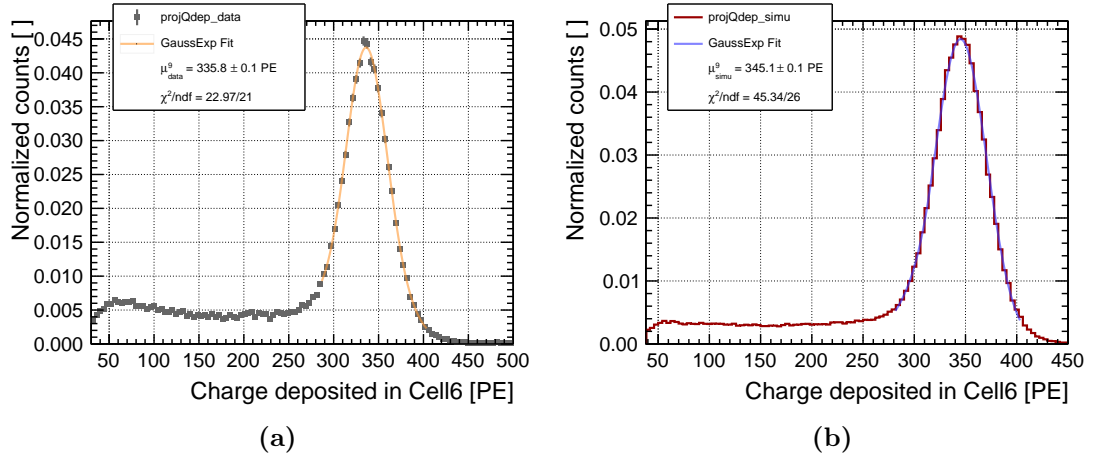 projQdep_data
GaussExp Fit
μ⁹_data = 335.8 ± 0.1 PE
χ²/ndf = 22.97/21
Normalized counts [ ]
0.045
0.040
0.035
0.030
0.025
0.020
0.015
0.010
0.005
0.000
50 100 150 200 250 300 350 400 450 500
Charge deposited in Cell6 [PE]
(a)
projQdep_simu
GaussExp Fit
μ⁹_simu = 345.1 ± 0.1 PE
χ²/ndf = 45.34/26
Normalized counts [ ]
0.05
0.04
0.03
0.02
0.01
0.00
50 100 150 200 250 300 350 400 450
Charge deposited in Cell6 [PE]
(b)